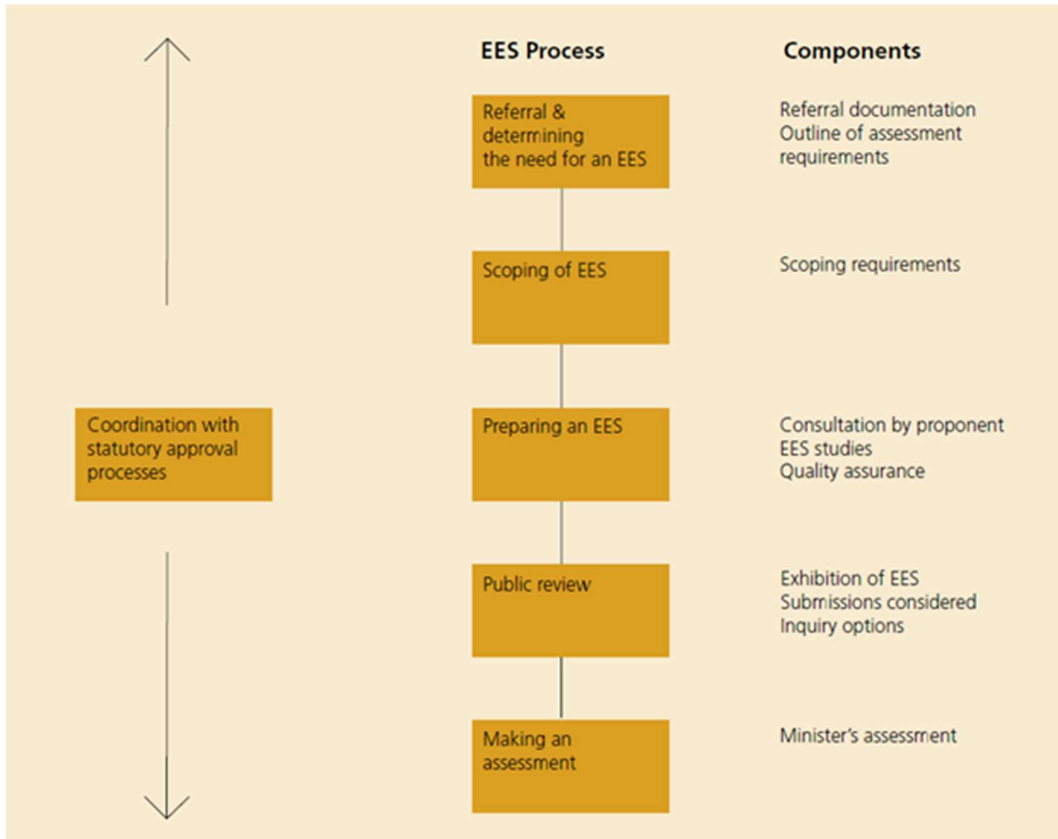 EES Process
Components
Referral &
determining
the need for an EES
Referral documentation
Outline of assessment
requirements
Scoping of EES
Scoping requirements
Coordination with
statutory approval
processes
Preparing an EES
Consultation by proponent
EES studies
Quality assurance
Public review
Exhibition of EES
Submissions considered
Inquiry options
Making an
assessment
Minister's assessment